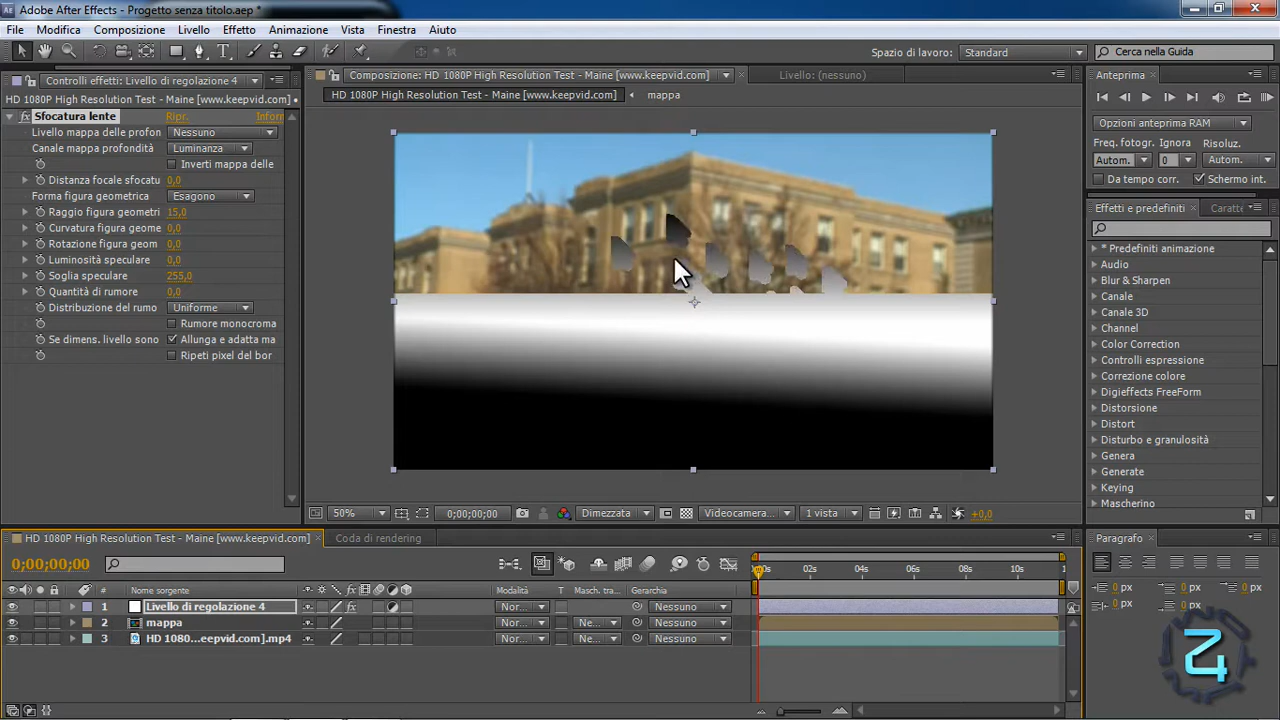 Adobe After Effects - Progetto senza titolo.aep *
File Modifica Composizione Livello Effetto Animazione Vista Finestra Aiuto
Spazio di lavoro: Standard Cerca nella Guida
Controlli effetti: Livello di regolazione 4
HD 1080P High Resolution Test - Maine [www.keepvid.com]
Sfocatura lente Ripr. Inform
Livello mappa delle profon Nessuno
Canale mappa profondità Luminanza
Inverti mappa delle
Distanza focale sfocatu 0,0
Forma figura geometrica Esagono
Raggio figura geometri 15,0
Curvatura figura geome 0,0
Rotazione figura geom 0,0
Luminosità speculare 0,0
Soglia speculare 255,0
Quantità di rumore 0,0
Distribuzione del rumo Uniforme
Rumore monocroma
Se dimens. livello sono Allunga e adatta ma
Ripeti pixel del bor
Composizione: HD 1080P High Resolution Test - Maine [www.keepvid.com] Livello: (nessuno)
HD 1080P High Resolution Test - Maine [www.keepvid.com] mappa
50% 0;00;00;00 Dimezzata Videocamera... 1 vista +0,0
Anteprima
Opzioni anteprima RAM
Freq. fotogr. Ignora Risoluz.
Autom. 0 Autom.
Da tempo corr. Schermo int.
Effetti e predefiniti Caratte
* Predefiniti animazione
Audio
Blur & Sharpen
Canale
Canale 3D
Channel
Color Correction
Controlli espressione
Correzione colore
Digieffects FreeForm
Distorsione
Distort
Disturbo e granulosità
Genera
Generate
Keying
Mascherino
HD 1080P High Resolution Test - Maine [www.keepvid.com] Coda di rendering
0;00;00;00
# Nome sorgente fx Modalità T Masch. tra... Gerarchia
1 Livello di regolazione 4 fx Nor... Nessuno
2 mappa Nor... Ne... Nessuno
3 HD 1080...eepvid.com].mp4 Nor... Ne... Nessuno
02s 04s 06s 08s 10s
Paragrafo
0 px 0 px 0 px
0 px 0 px